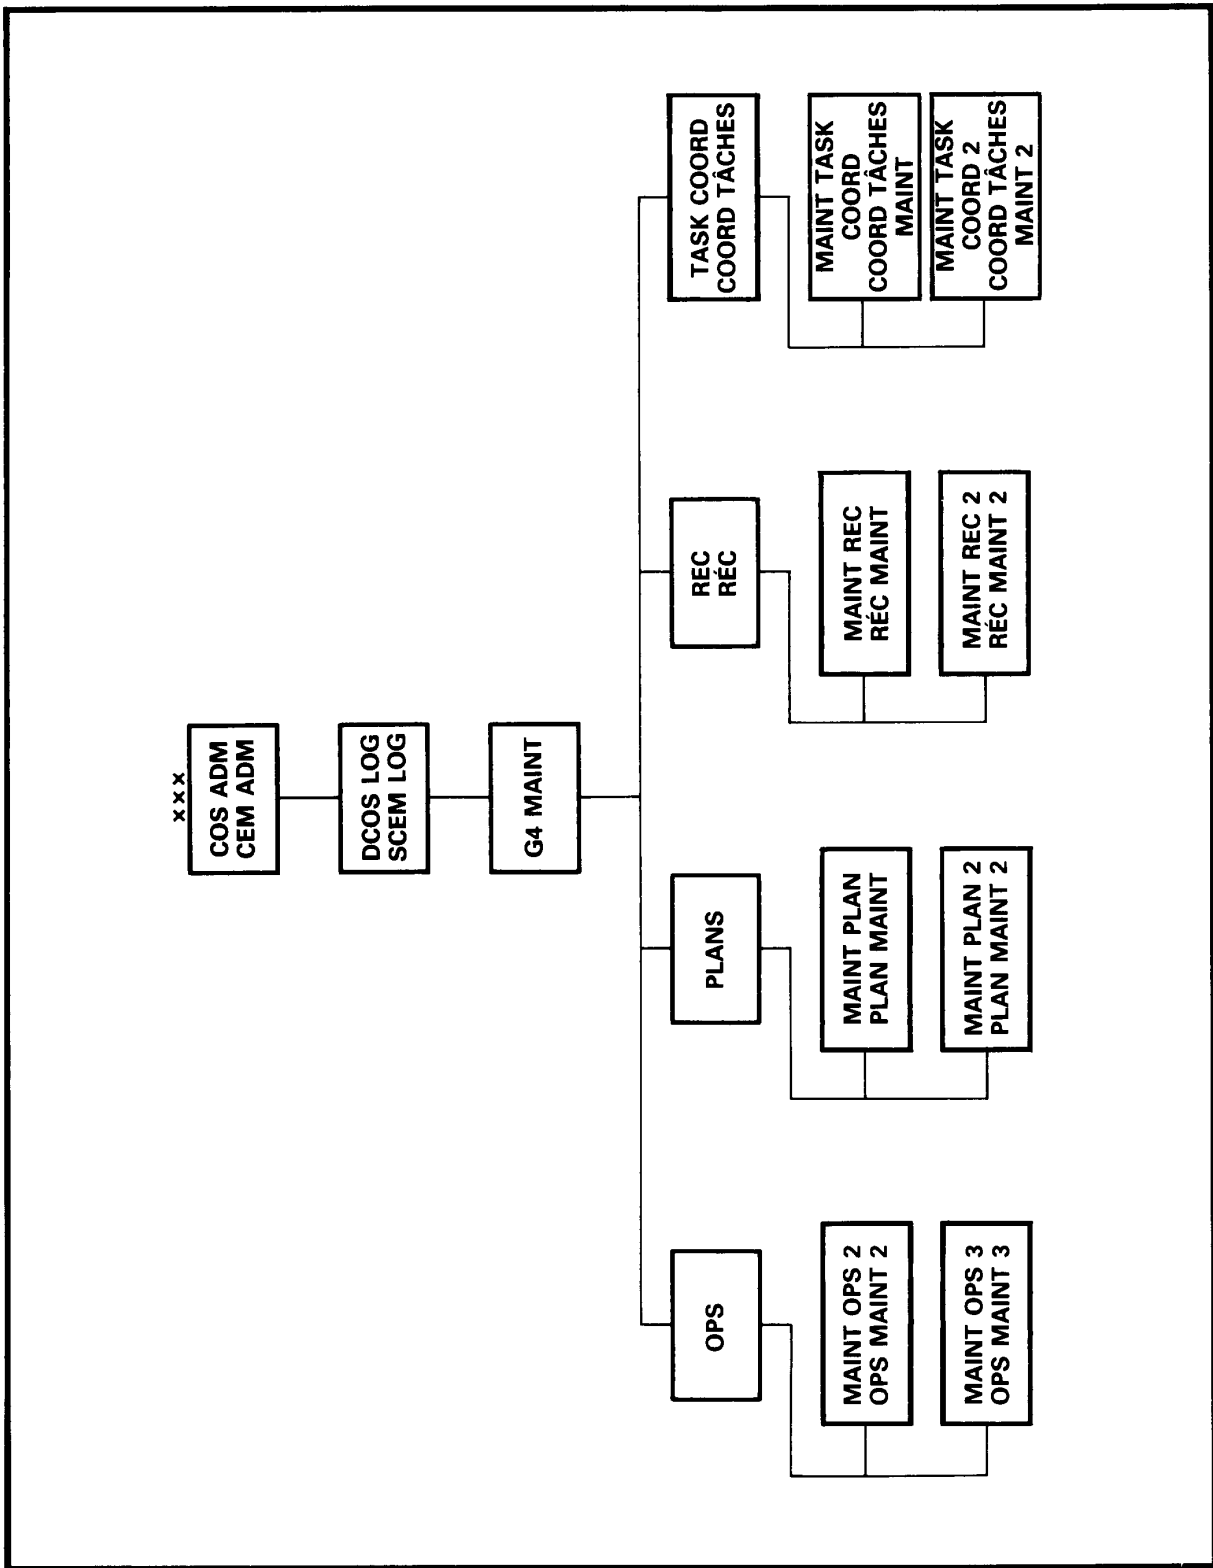 xxx
COS ADM
CEM ADM
DCOS LOG
SCEM LOG
G4 MAINT
OPS
PLANS
REC
RÉC
TASK COORD
COORD TÂCHES
MAINT OPS 2
OPS MAINT 2
MAINT PLAN
PLAN MAINT
MAINT REC
RÉC MAINT
MAINT TASK
COORD
COORD TÂCHES
MAINT
MAINT OPS 3
OPS MAINT 3
MAINT PLAN 2
PLAN MAINT 2
MAINT REC 2
RÉC MAINT 2
MAINT TASK
COORD 2
COORD TÂCHES
MAINT 2